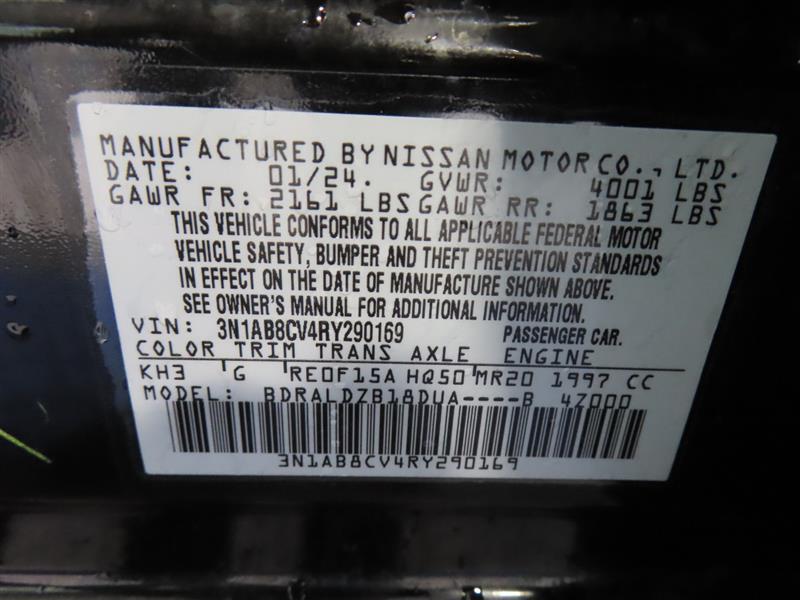 MANUFACTURED BY NISSAN MOTOR CO., LTD.
DATE: 01/24. GVWR: 4001 LBS
GAWR FR: 2161 LBS GAWR RR: 1863 LBS
THIS VEHICLE CONFORMS TO ALL APPLICABLE FEDERAL MOTOR
VEHICLE SAFETY, BUMPER AND THEFT PREVENTION STANDARDS
IN EFFECT ON THE DATE OF MANUFACTURE SHOWN ABOVE.
SEE OWNER'S MANUAL FOR ADDITIONAL INFORMATION.
VIN: 3N1AB8CV4RY290169 PASSENGER CAR.
COLOR TRIM TRANS AXLE ENGINE
KH3 G RE0F15A HQ50 MR20 1997 CC
MODEL: BDRALDZB18DUA----B 4Z000
3N1AB8CV4RY290169